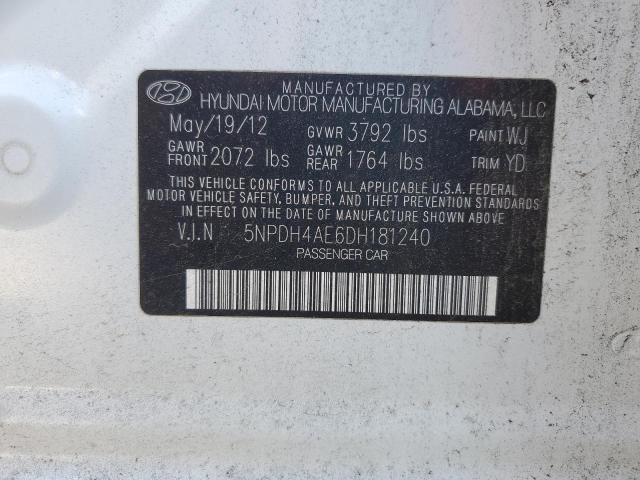 MANUFACTURED BY
HYUNDAI MOTOR MANUFACTURING ALABAMA, LLC
May/19/12 GVWR 3792 lbs PAINT WJ
GAWR FRONT 2072 lbs GAWR REAR 1764 lbs TRIM YD
THIS VEHICLE CONFORMS TO ALL APPLICABLE U.S.A. FEDERAL
MOTOR VEHICLE SAFETY, BUMPER, AND THEFT PREVENTION STANDARDS
IN EFFECT ON THE DATE OF MANUFACTURE SHOWN ABOVE.
V.I.N 5NPDH4AE6DH181240
PASSENGER CAR